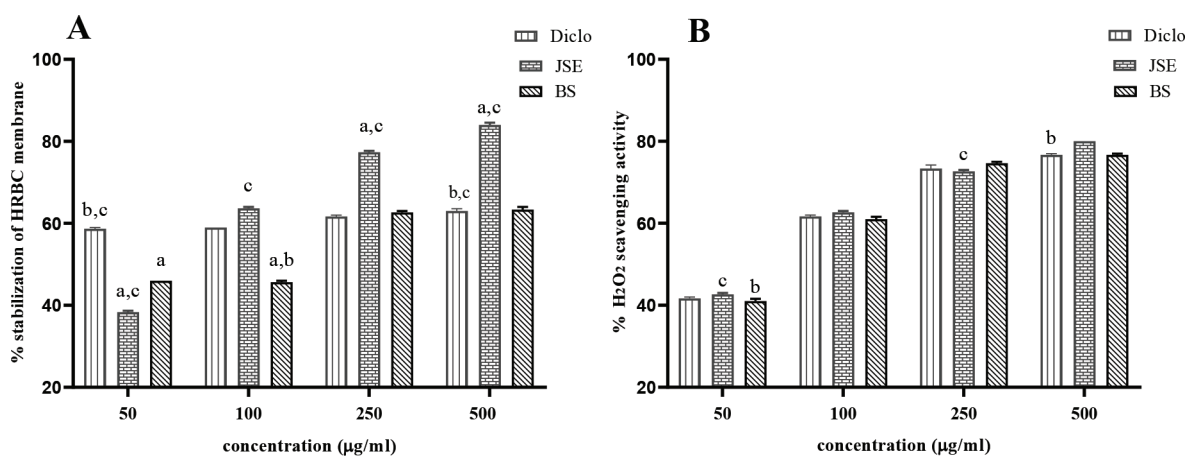 A
Diclo
JSE
BS
% stabilization of HRBC membrane
100
80
60
40
20
b,c
a,c
a
c
a,b
a,c
b,c
a,c
50
100
250
500
concentration (µg/ml)
B
Diclo
JSE
BS
% H2O2 scavenging activity
100
80
60
40
20
c
b
c
b
50
100
250
500
concentration (µg/ml)